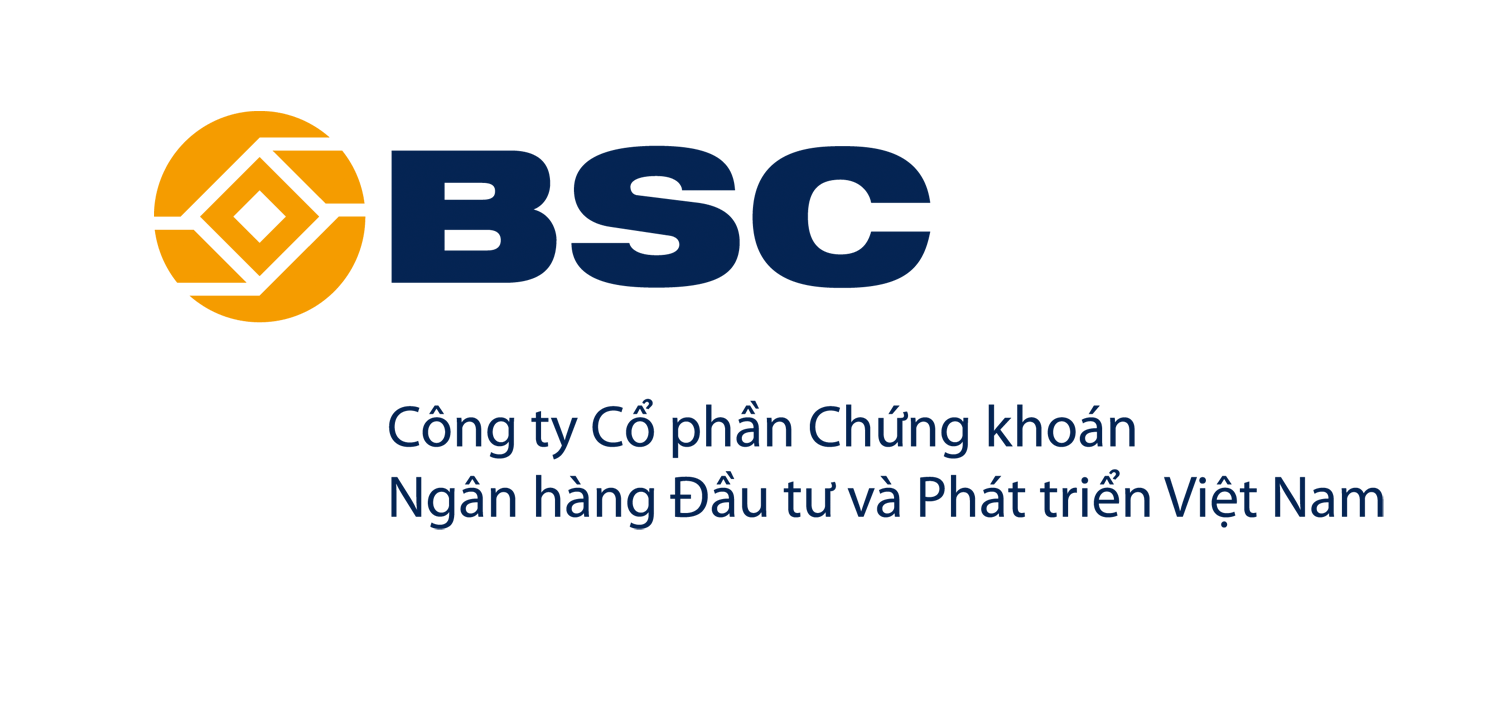 BSC
Công ty Cổ phần Chứng khoán
Ngân hàng Đầu tư và Phát triển Việt Nam